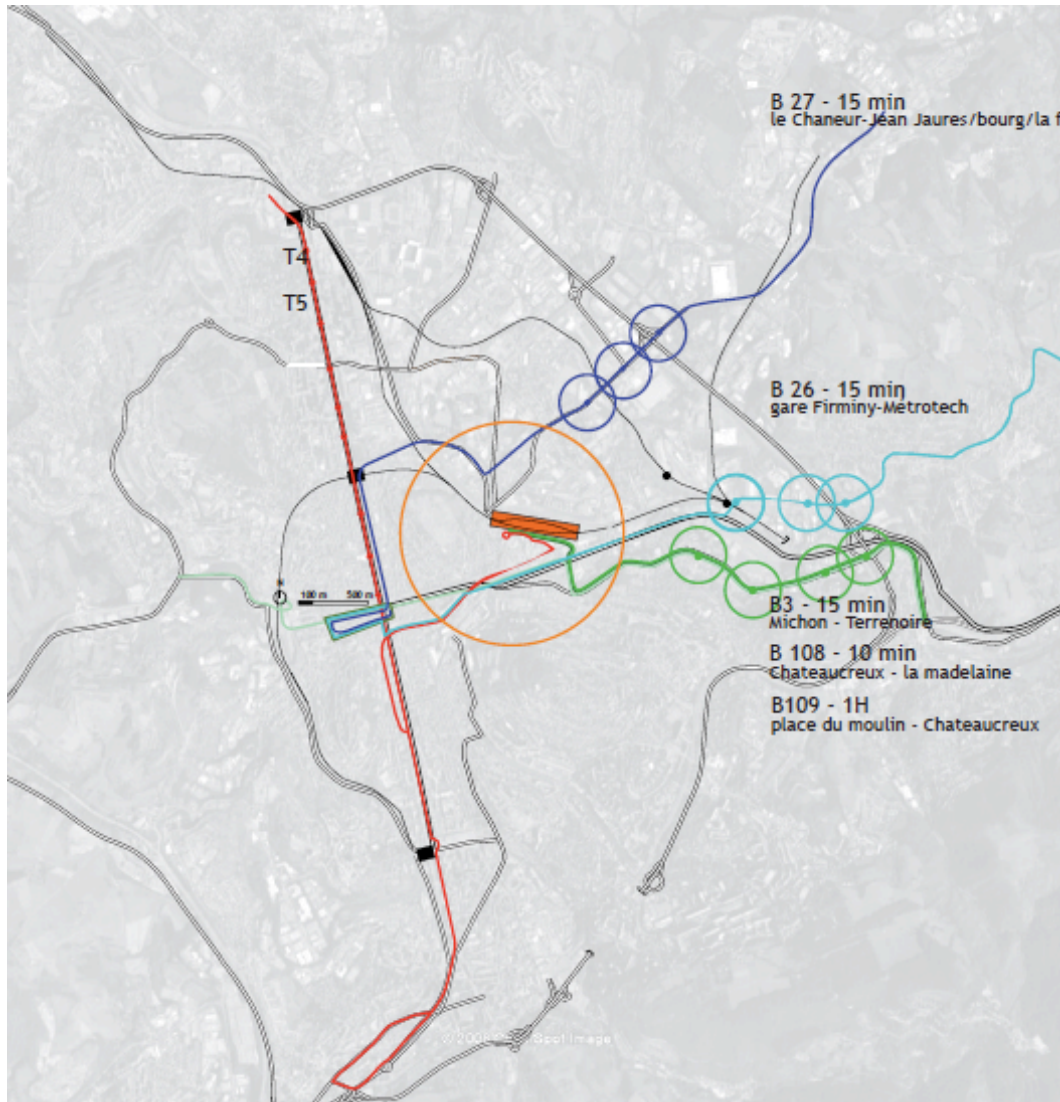 B 27 - 15 min
le Chaneur-Jean Jaures/bourg/la f
T4
T5
B 26 - 15 min
gare Firminy-Metrotech
N
100 m 500 m
B3 - 15 min
Michon - Terrenoire
B 108 - 10 min
Chateaucreux - la madelaine
B109 - 1H
place du moulin - Chateaucreux
Spot Image